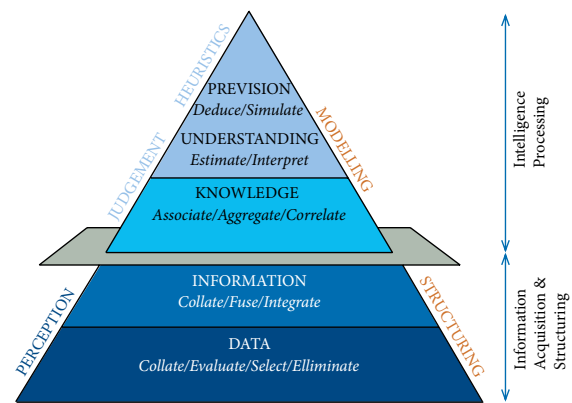 HEURISTICS
PREVISION
Deduce/Simulate
MODELLING
JUDGEMENT
UNDERSTANDING
Estimate/Interpret
KNOWLEDGE
Associate/Aggregate/Correlate
Intelligence
Processing
PERCEPTION
INFORMATION
Collate/Fuse/Integrate
STRUCTURING
DATA
Collate/Evaluate/Select/Elliminate
Information
Acquisition &
Structuring